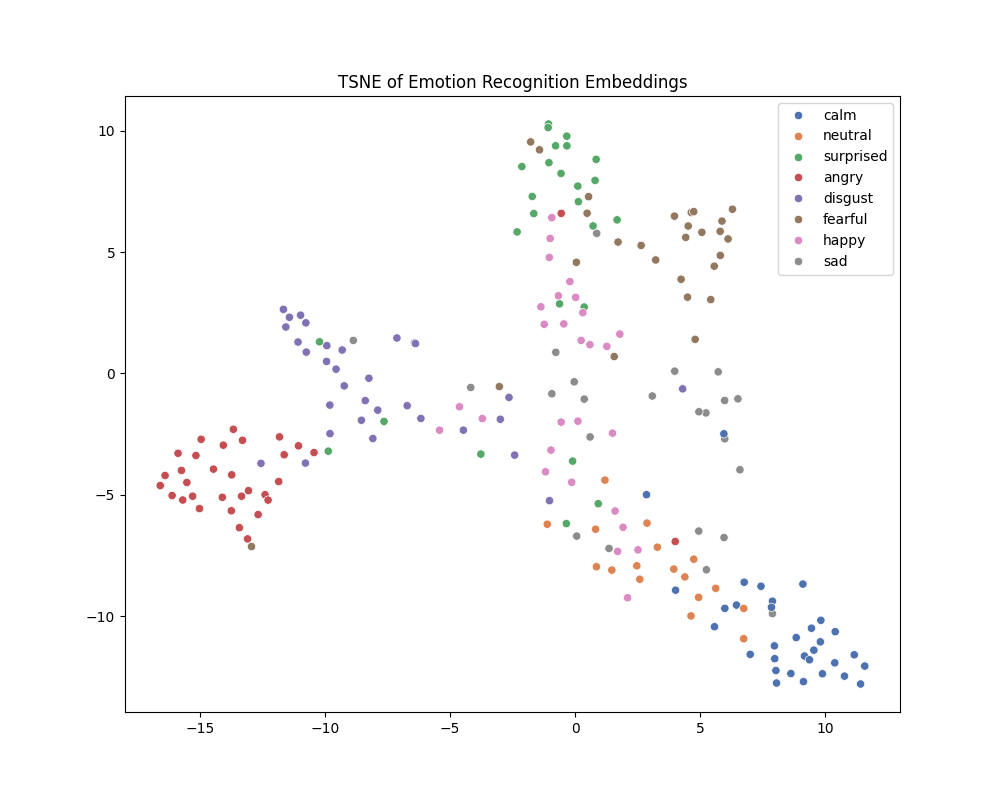 TSNE of Emotion Recognition Embeddings
calm
neutral
surprised
angry
disgust
fearful
happy
sad
10
5
0
−5
−10
−15
−10
−5
0
5
10